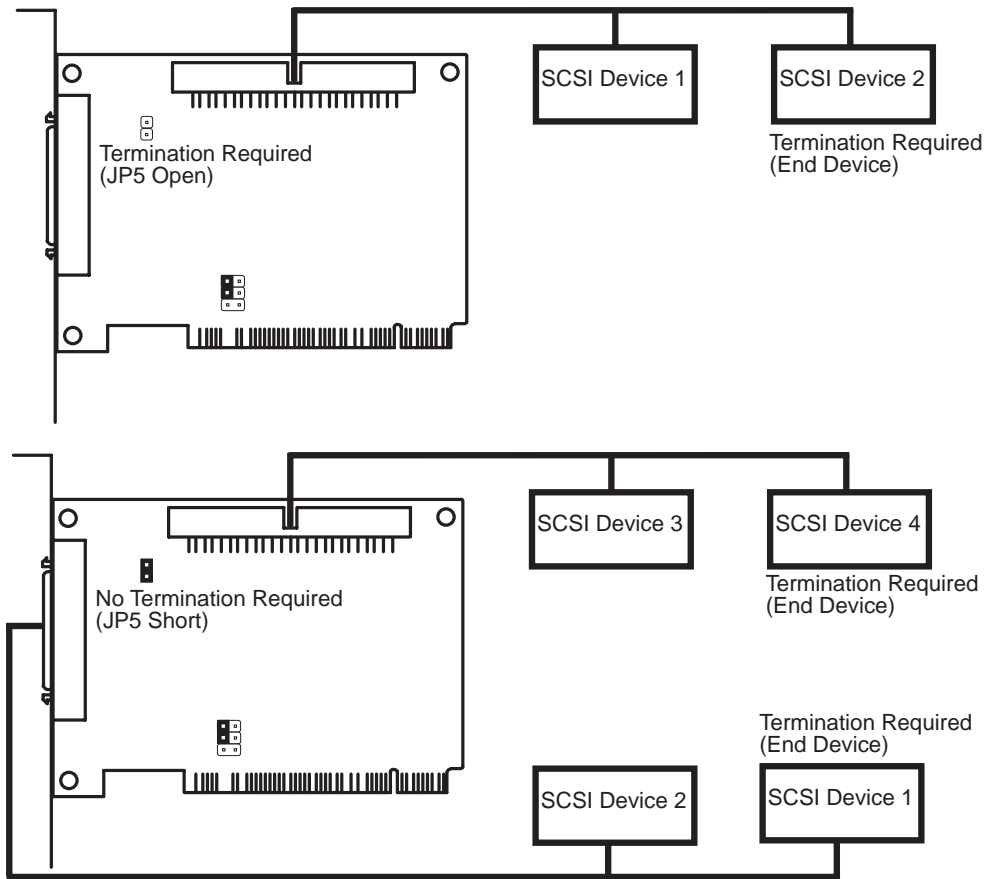 SCSI Device 1
SCSI Device 2
Termination Required
(End Device)
Termination Required
(JP5 Open)
SCSI Device 3
SCSI Device 4
Termination Required
(End Device)
No Termination Required
(JP5 Short)
Termination Required
(End Device)
SCSI Device 2
SCSI Device 1